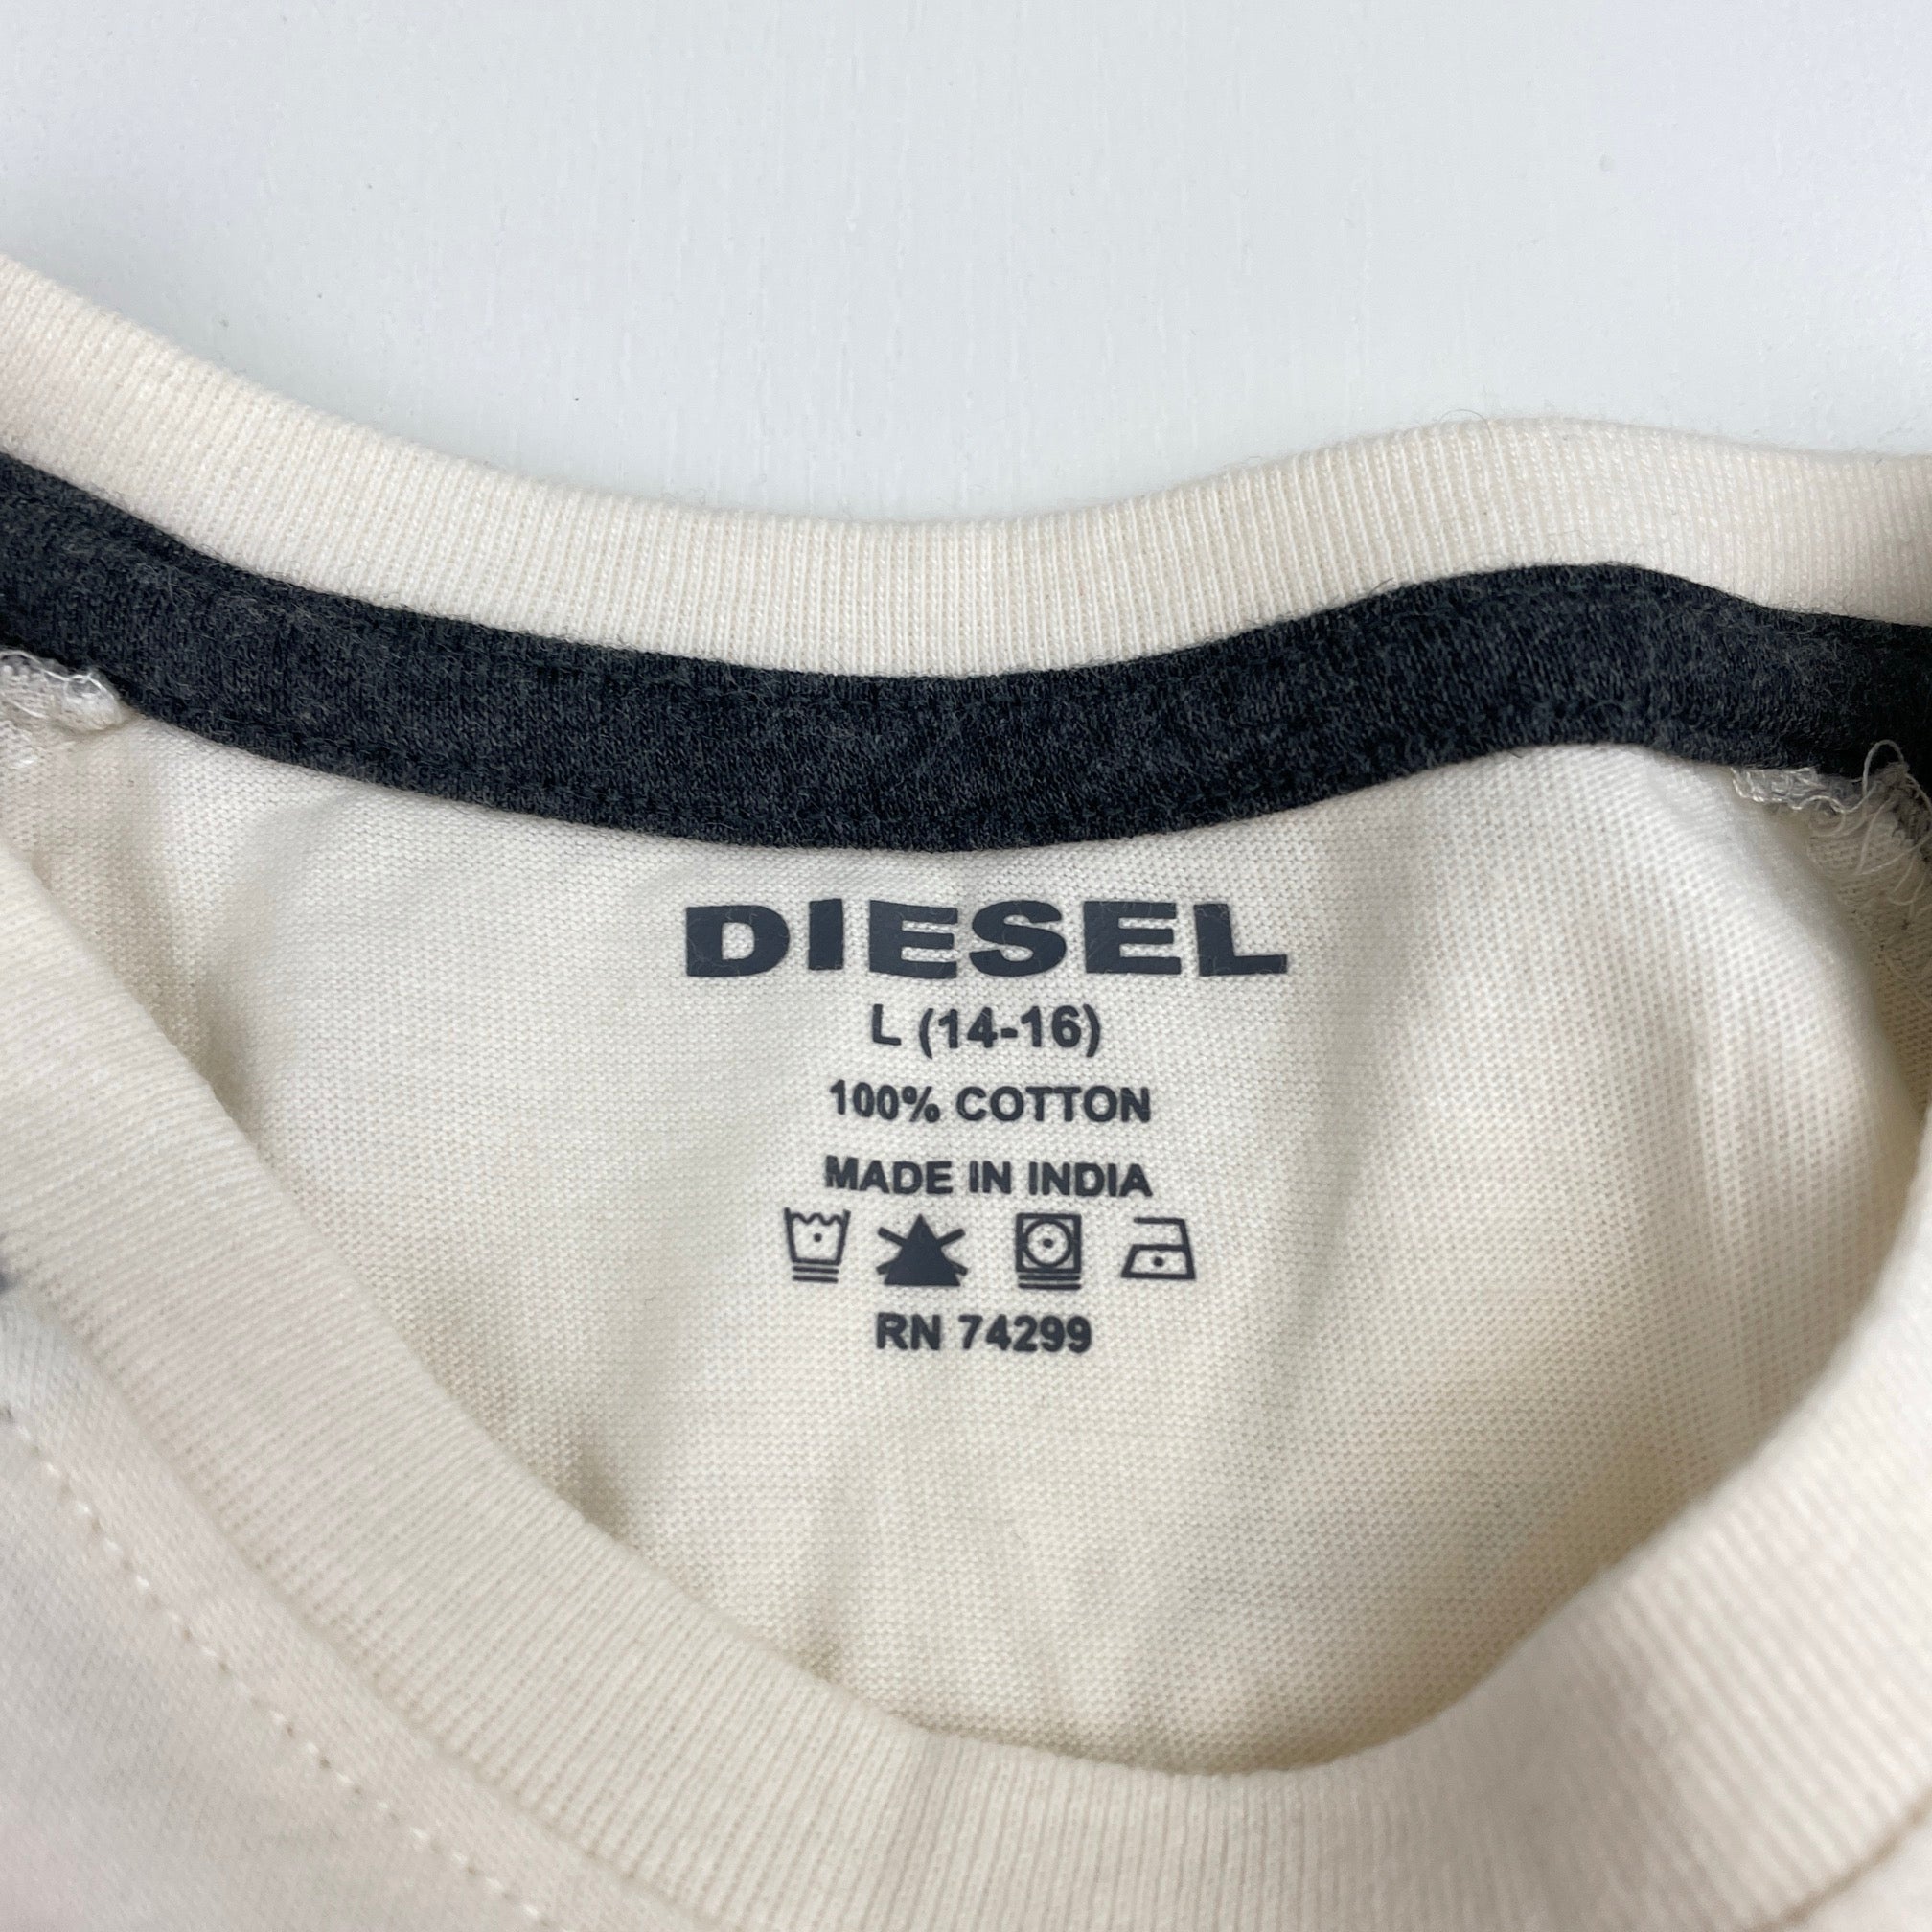 DIESEL
L (14-16)
100% COTTON
MADE IN INDIA
RN 74299